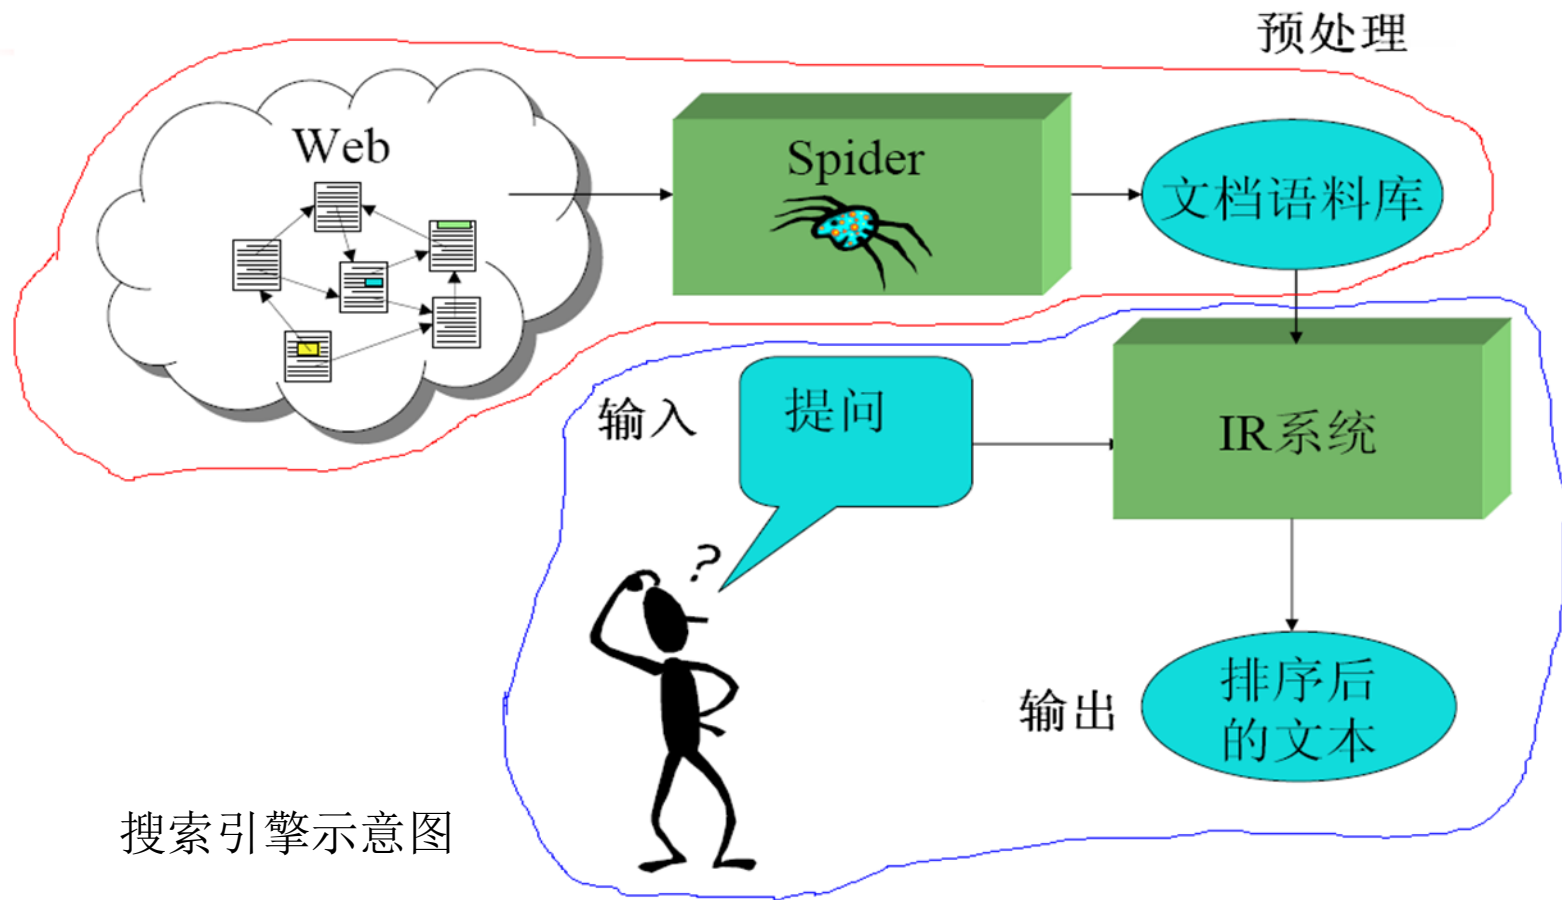 预处理
Web
Spider
文档语料库
输入
提问
IR系统
?
输出
排序后
的文本
搜索引擎示意图